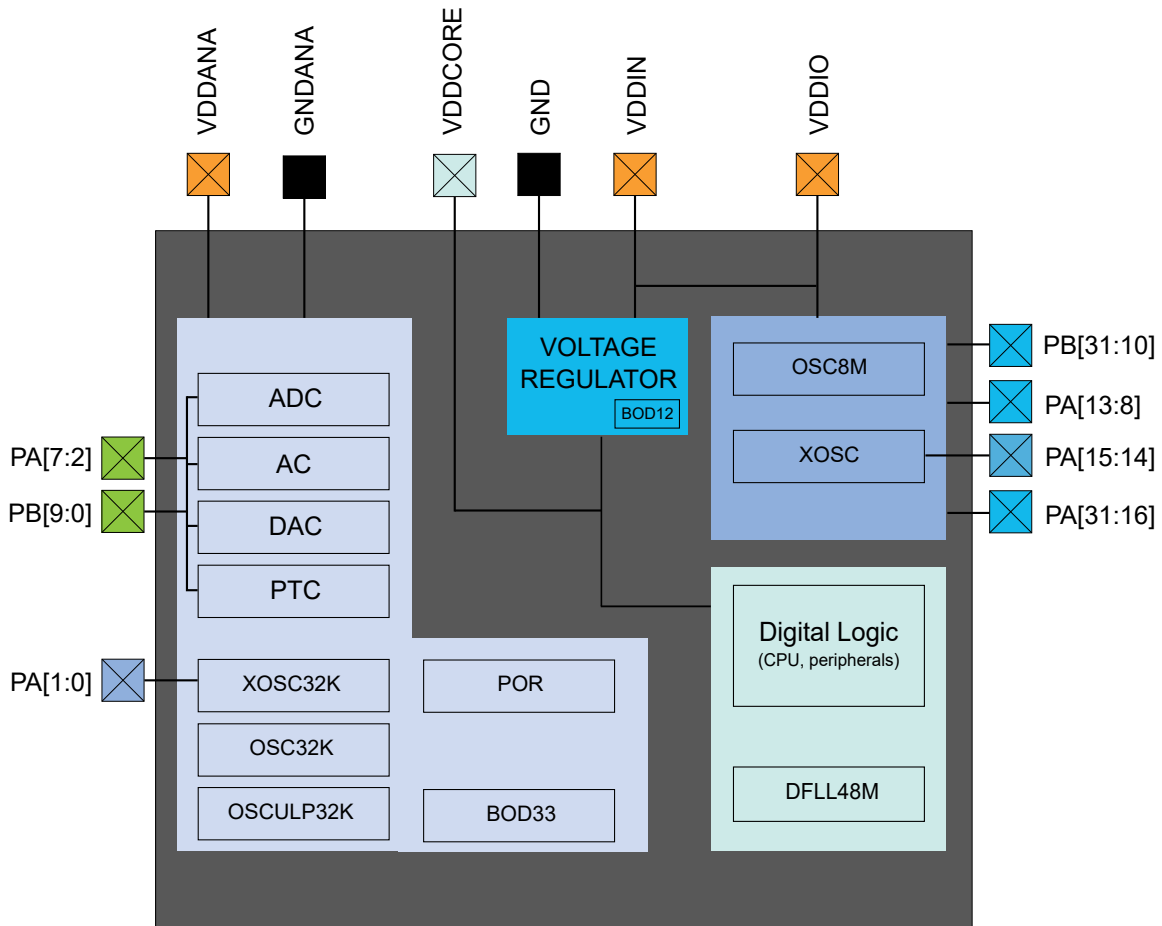 VDDANA
GNDANA
VDDCORE
GND
VDDIN
VDDIO
VOLTAGE
REGULATOR
BOD12
OSC8M
XOSC
PB[31:10]
PA[13:8]
PA[15:14]
PA[31:16]
ADC
AC
DAC
PTC
PA[7:2]
PB[9:0]
PA[1:0]
XOSC32K
OSC32K
OSCULP32K
POR
BOD33
Digital Logic
(CPU, peripherals)
DFLL48M